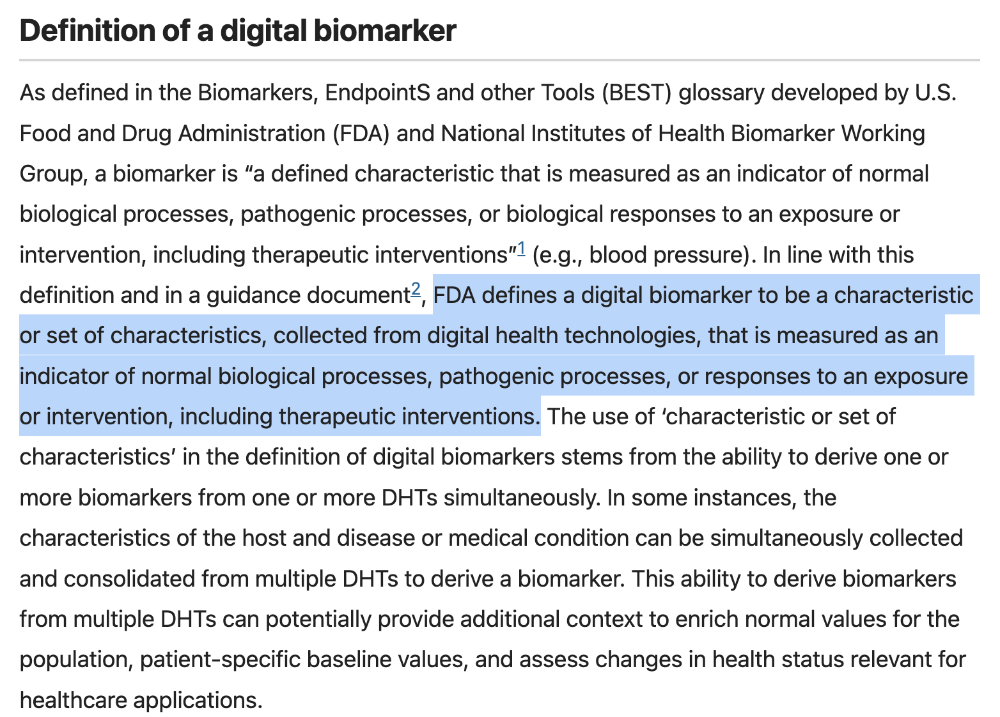 Definition of a digital biomarker
As defined in the Biomarkers, EndpointS and other Tools (BEST) glossary developed by U.S.
Food and Drug Administration (FDA) and National Institutes of Health Biomarker Working
Group, a biomarker is “a defined characteristic that is measured as an indicator of normal
biological processes, pathogenic processes, or biological responses to an exposure or
intervention, including therapeutic interventions”1 (e.g., blood pressure). In line with this
definition and in a guidance document2, FDA defines a digital biomarker to be a characteristic
or set of characteristics, collected from digital health technologies, that is measured as an
indicator of normal biological processes, pathogenic processes, or responses to an exposure
or intervention, including therapeutic interventions. The use of ‘characteristic or set of
characteristics’ in the definition of digital biomarkers stems from the ability to derive one or
more biomarkers from one or more DHTs simultaneously. In some instances, the
characteristics of the host and disease or medical condition can be simultaneously collected
and consolidated from multiple DHTs to derive a biomarker. This ability to derive biomarkers
from multiple DHTs can potentially provide additional context to enrich normal values for the
population, patient-specific baseline values, and assess changes in health status relevant for
healthcare applications.